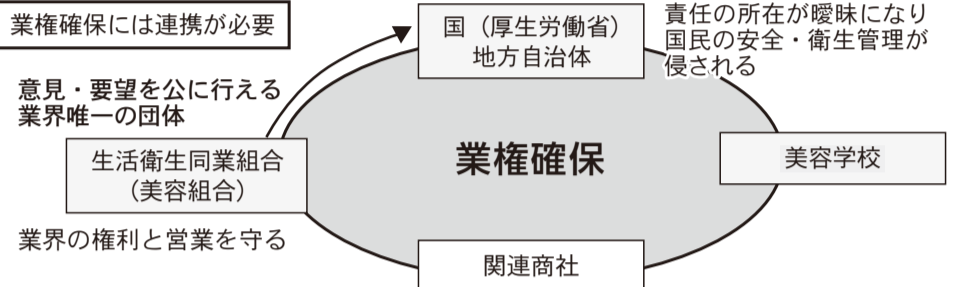 業権確保には連携が必要
国（厚生労働省）
地方自治体
責任の所在が曖昧になり
国民の安全・衛生管理が
侵される
意見・要望を公に行える
業界唯一の団体
生活衛生同業組合
（美容組合）
業権確保
美容学校
業界の権利と営業を守る
関連商社